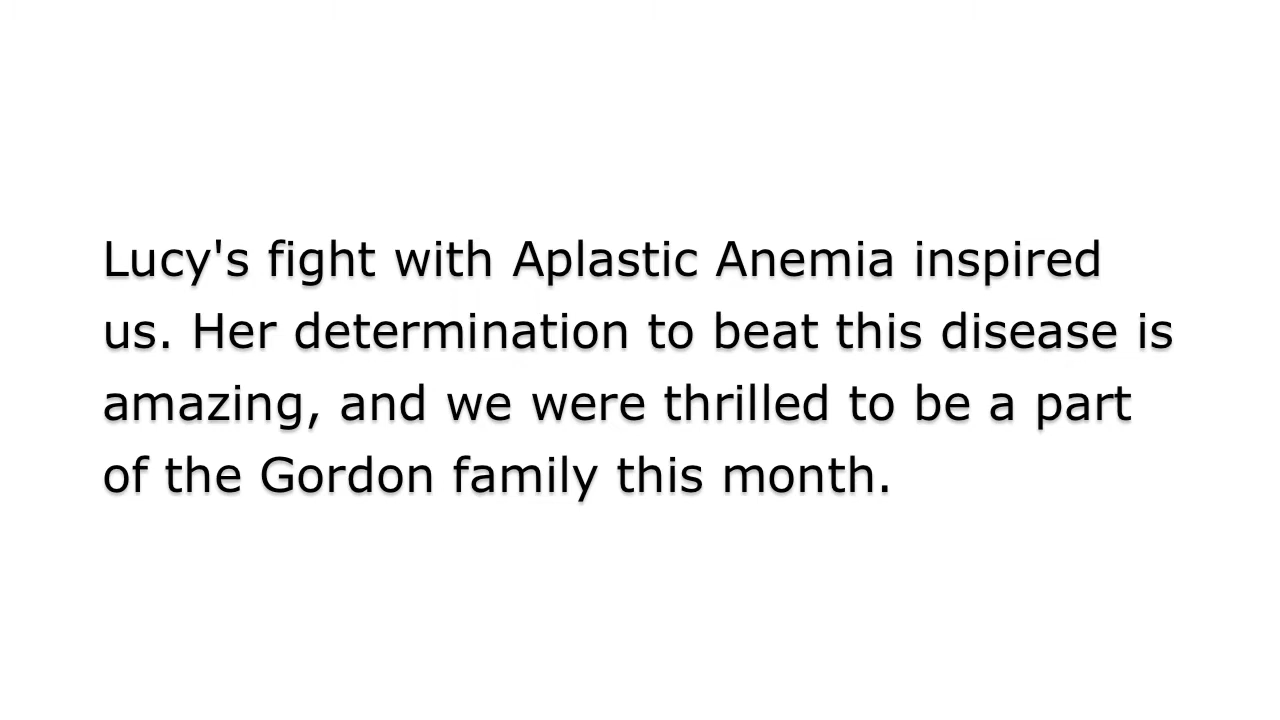 Lucy's fight with Aplastic Anemia inspired
us. Her determination to beat this disease is
amazing, and we were thrilled to be a part
of the Gordon family this month.